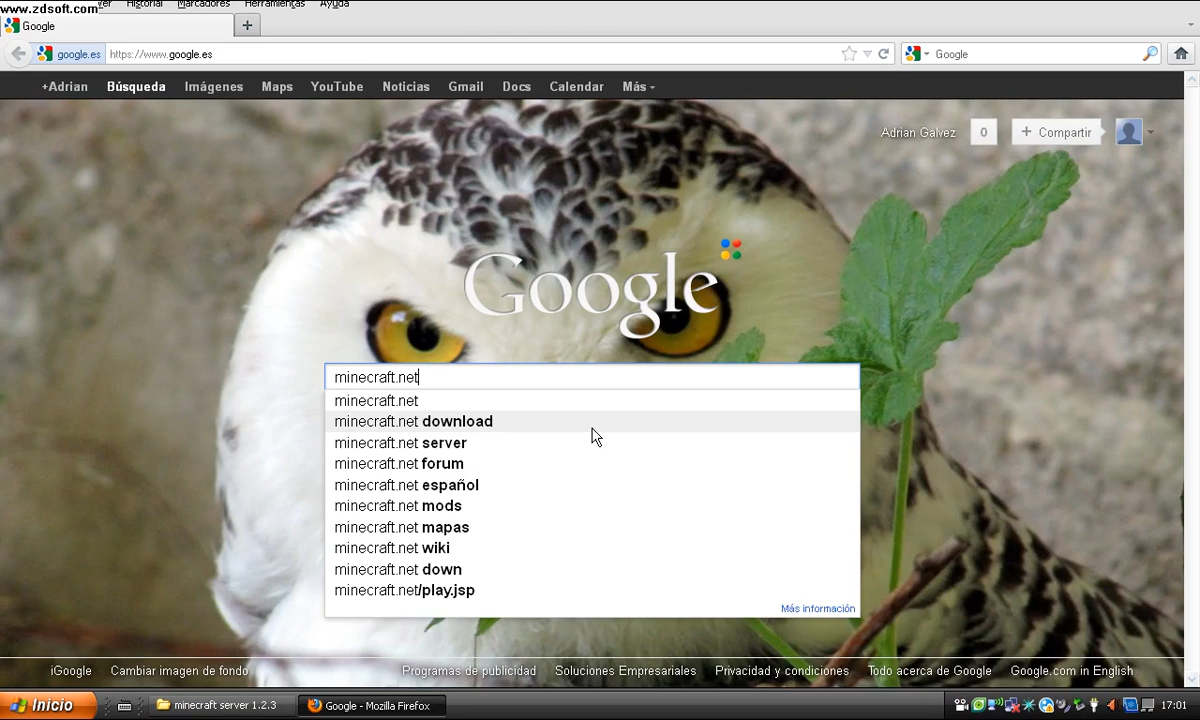 www.zdsoft.com
ver Historial Marcadores Herramientas Ayuda
Google
google.es https://www.google.es Google
+Adrian Búsqueda Imágenes Maps YouTube Noticias Gmail Docs Calendar Más
Adrian Galvez 0 + Compartir
Google
minecraft.net
minecraft.net
minecraft.net download
minecraft.net server
minecraft.net forum
minecraft.net español
minecraft.net mods
minecraft.net mapas
minecraft.net wiki
minecraft.net down
minecraft.net/play.jsp
Más información
iGoogle Cambiar imagen de fondo Programas de publicidad Soluciones Empresariales Privacidad y condiciones Todo acerca de Google Google.com in English
Inicio minecraft server 1.2.3 Google - Mozilla Firefox 17:01